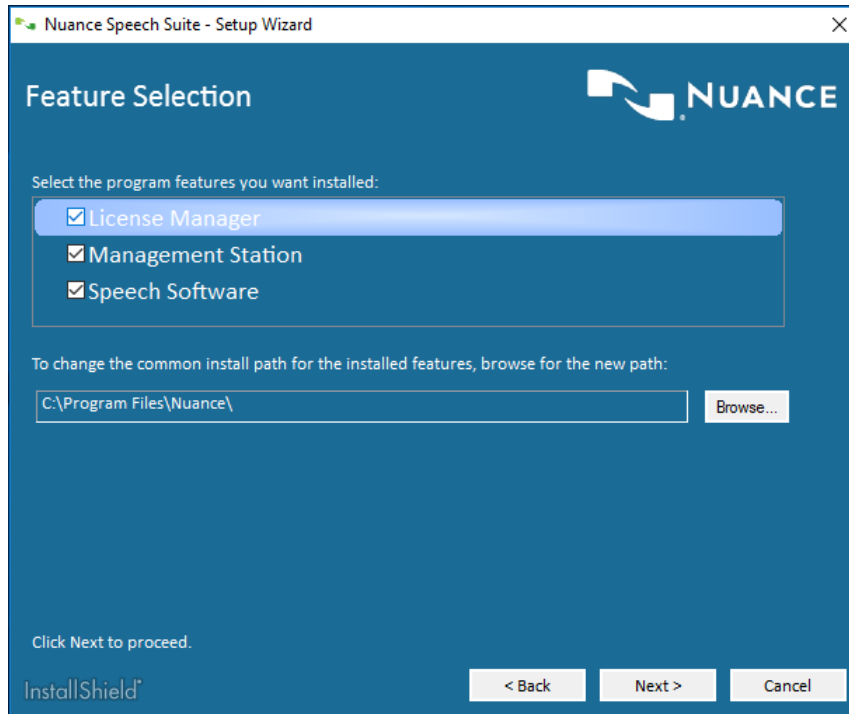 Nuance Speech Suite - Setup Wizard
Feature Selection
NUANCE
Select the program features you want installed:
License Manager
Management Station
Speech Software
To change the common install path for the installed features, browse for the new path:
C:\Program Files\Nuance\
Browse...
Click Next to proceed.
InstallShield
< Back
Next >
Cancel